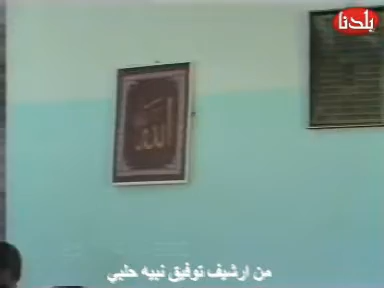 بلدنا
الله
من ارشيف توفيق نبيه حلبي